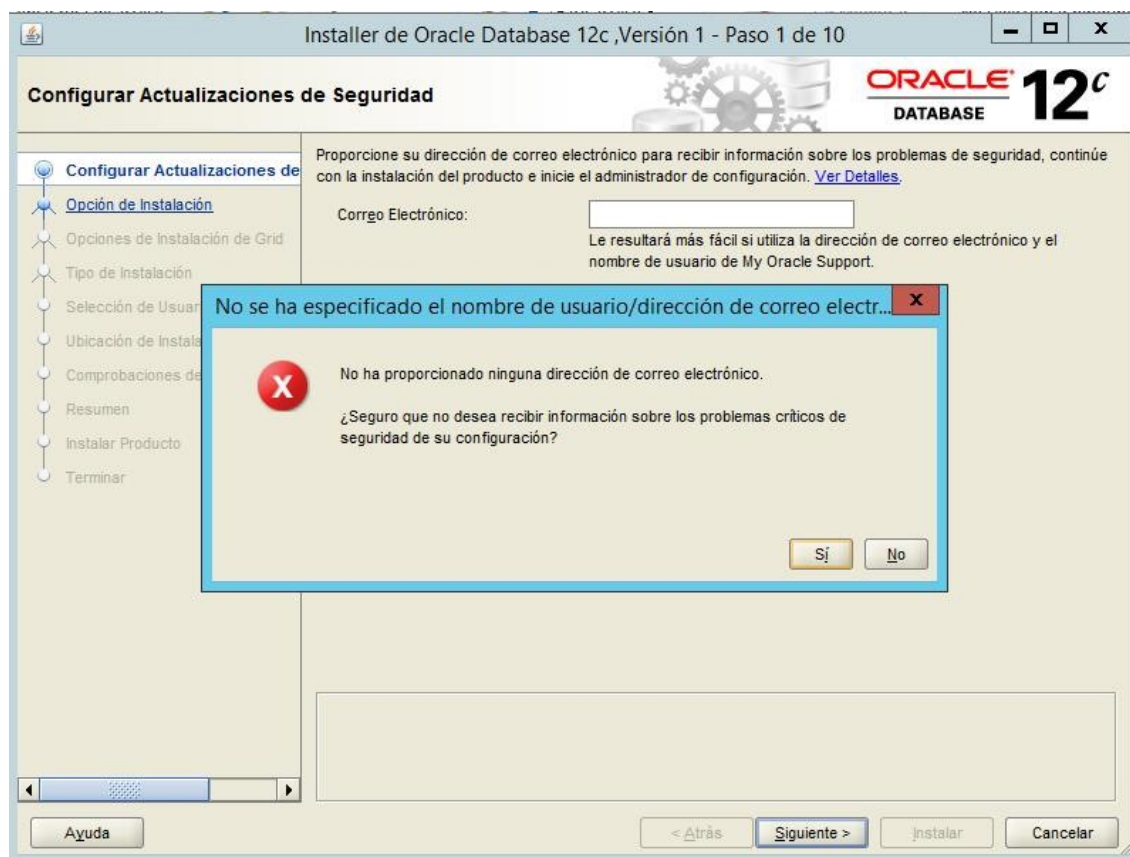 Installer de Oracle Database 12c ,Versión 1 - Paso 1 de 10
Configurar Actualizaciones de Seguridad
ORACLE
DATABASE
12c
Configurar Actualizaciones de
Opción de Instalación
Opciones de Instalación de Grid
Tipo de Instalación
Selección de Usuar
Ubicación de Instala
Comprobaciones de
Resumen
Instalar Producto
Terminar
Proporcione su dirección de correo electrónico para recibir información sobre los problemas de seguridad, continúe
con la instalación del producto e inicie el administrador de configuración. Ver Detalles.
Correo Electrónico:
Le resultará más fácil si utiliza la dirección de correo electrónico y el
nombre de usuario de My Oracle Support.
No se ha especificado el nombre de usuario/dirección de correo electr...
No ha proporcionado ninguna dirección de correo electrónico.
¿Seguro que no desea recibir información sobre los problemas críticos de
seguridad de su configuración?
Sí
No
Ayuda
< Atrás
Siguiente >
Instalar
Cancelar